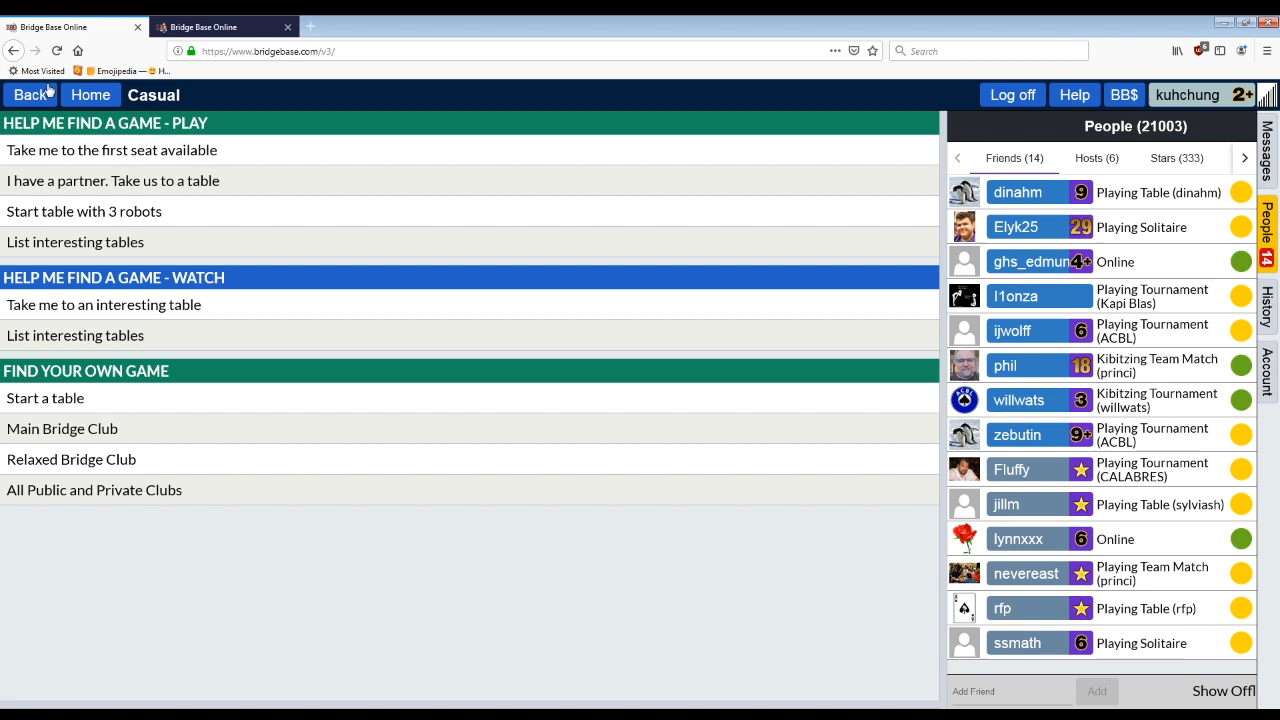 Bridge Base Online
Bridge Base Online
https://www.bridgebase.com/v3/
Search
6
Most Visited
Emojipedia — 😃 H...
Back
Home
Casual
Log off
Help
BB$
kuhchung 2+
HELP ME FIND A GAME - PLAY
Take me to the first seat available
I have a partner. Take us to a table
Start table with 3 robots
List interesting tables
HELP ME FIND A GAME - WATCH
Take me to an interesting table
List interesting tables
FIND YOUR OWN GAME
Start a table
Main Bridge Club
Relaxed Bridge Club
All Public and Private Clubs
People (21003)
Friends (14) Hosts (6) Stars (333)
dinahm 9 Playing Table (dinahm)
Elyk25 29 Playing Solitaire
ghs_edmun 4+ Online
l1onza Playing Tournament
(Kapi Blas)
ijwolff 6 Playing Tournament
(ACBL)
phil 18 Kibitzing Team Match
(princi)
willwats 3 Kibitzing Tournament
(willwats)
zebutin 9+ Playing Tournament
(ACBL)
Fluffy Playing Tournament
(CALABRES)
jillm Playing Table (sylviash)
lynnxxx 6 Online
nevereast Playing Team Match
(princi)
rfp Playing Table (rfp)
ssmath 6 Playing Solitaire
Add Friend
Add
Show Offl
Messages
People 14
History
Account